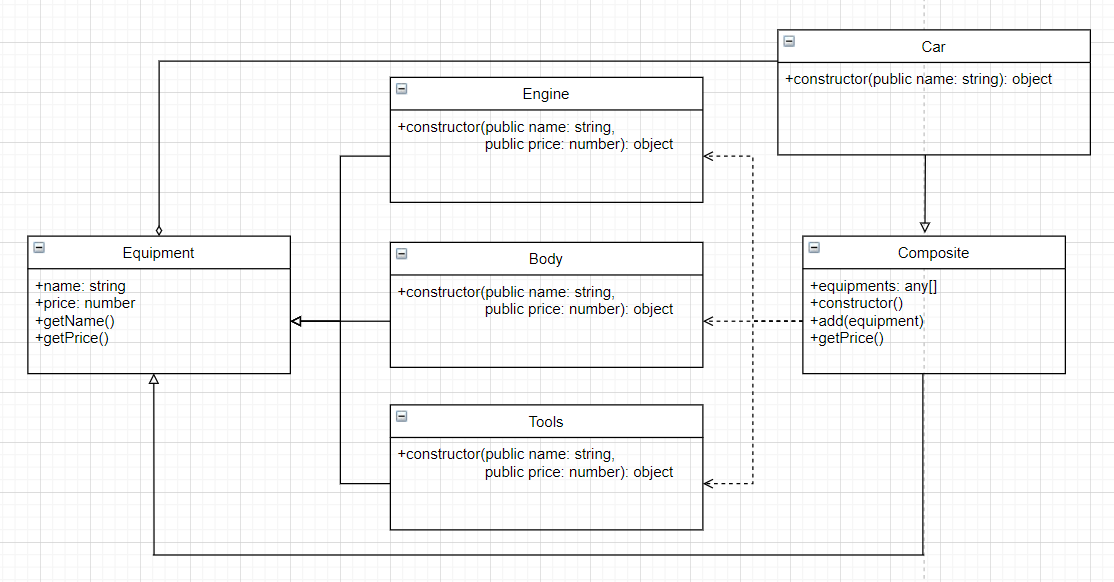 Car
+constructor(public name: string): object
Engine
+constructor(public name: string,
public price: number): object
Equipment
+name: string
+price: number
+getName()
+getPrice()
Body
+constructor(public name: string,
public price: number): object
Composite
+equipments: any[]
+constructor()
+add(equipment)
+getPrice()
Tools
+constructor(public name: string,
public price: number): object